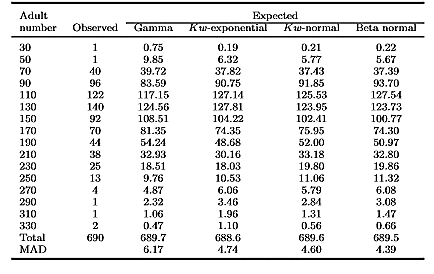 Adult Expected
number Observed Gamma Kw-exponential Kw-normal Beta normal
30 1 0.75 0.19 0.21 0.22
50 1 9.85 6.32 5.77 5.67
70 40 39.72 37.82 37.43 37.39
90 96 83.59 90.75 91.85 93.70
110 122 117.15 127.14 125.53 127.54
130 140 124.56 127.81 123.95 123.73
150 92 108.51 104.22 102.41 100.77
170 70 81.35 74.35 75.95 74.30
190 44 54.24 48.68 52.00 50.97
210 38 32.93 30.16 33.18 32.80
230 25 18.51 18.03 19.80 19.86
250 13 9.76 10.53 11.06 11.32
270 4 4.87 6.06 5.79 6.08
290 1 2.32 3.46 2.84 3.08
310 1 1.06 1.96 1.31 1.47
330 2 0.47 1.10 0.56 0.66
Total 690 689.7 688.6 689.6 689.5
MAD 6.17 4.74 4.60 4.39